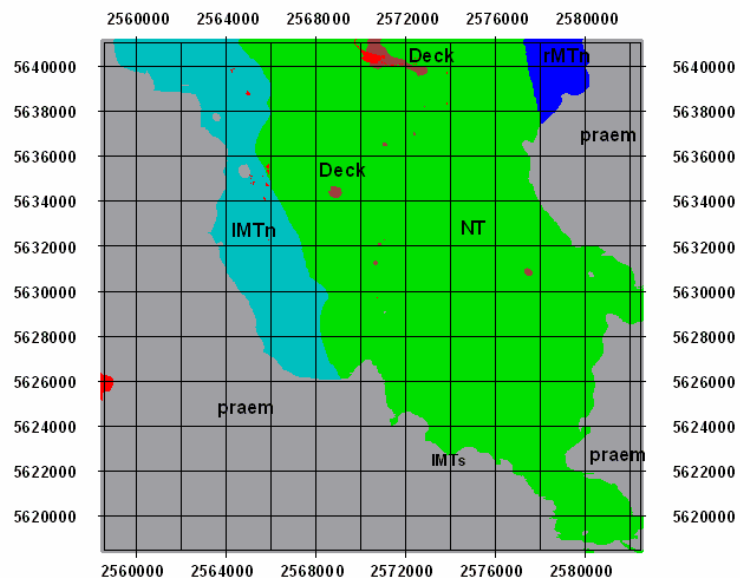 2560000 2564000 2568000 2572000 2576000 2580000
Deck
rMTn
5640000 5640000
5638000 5638000
praem
5636000 5636000
Deck
5634000 5634000
lMTn
NT
5632000 5632000
5630000 5630000
5628000 5628000
5626000 5626000
praem
5624000 5624000
praem
lMTs
5622000 5622000
5620000 5620000
2560000 2564000 2568000 2572000 2576000 2580000